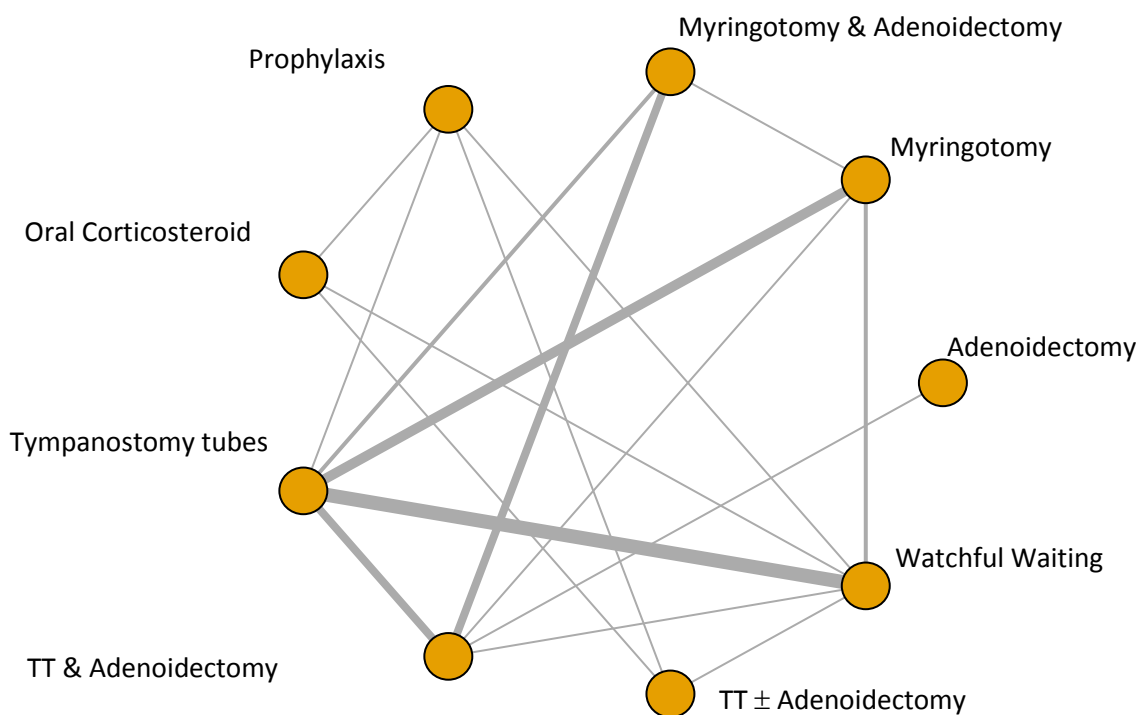 Myringotomy & Adenoidectomy
Prophylaxis
Myringotomy
Oral Corticosteroid
Adenoidectomy
Tympanostomy tubes
Watchful Waiting
TT & Adenoidectomy
TT ± Adenoidectomy